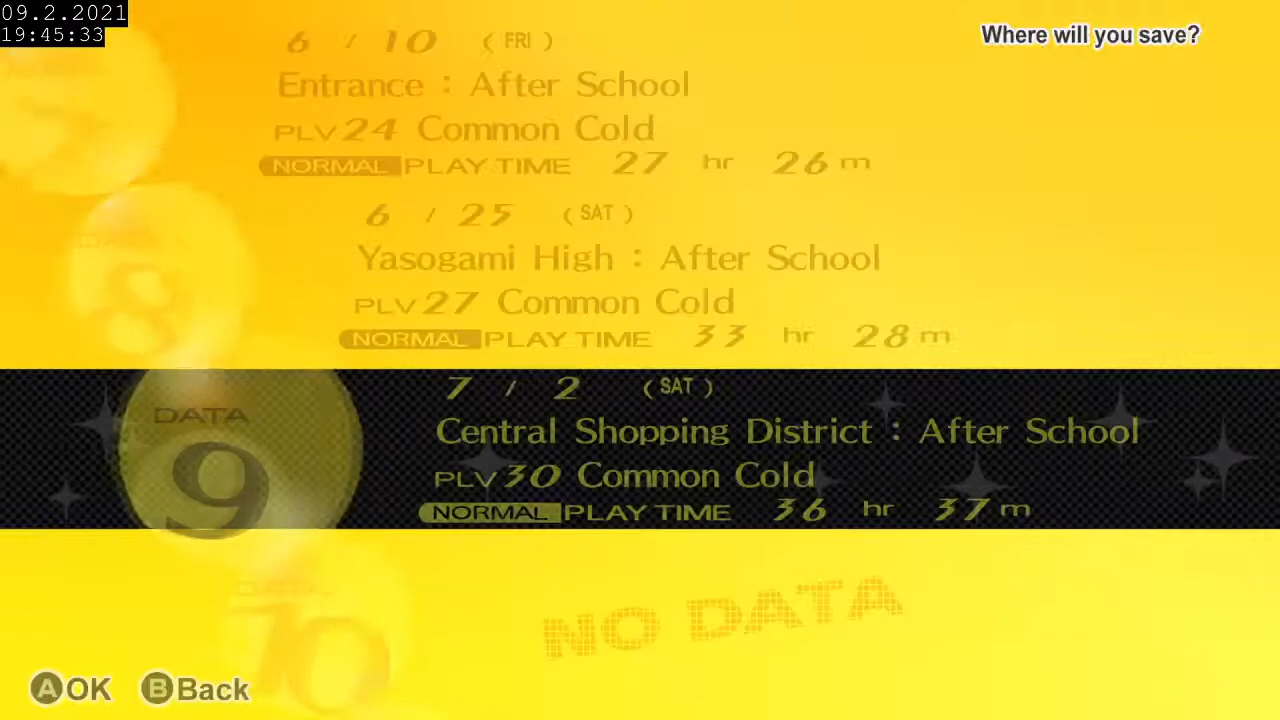 09.2.2021
19:45:33
Where will you save?
6 / 10 ( FRI )
Entrance : After School
PLV 24 Common Cold
NORMAL PLAY TIME 27 hr 26 m
6 / 25 ( SAT )
8
Yasogami High : After School
PLV 27 Common Cold
NORMAL PLAY TIME 33 hr 28 m
7 / 2 ( SAT )
DATA
9
Central Shopping District : After School
PLV 30 Common Cold
NORMAL PLAY TIME 36 hr 37 m
DATA
10
NO DATA
A OK B Back